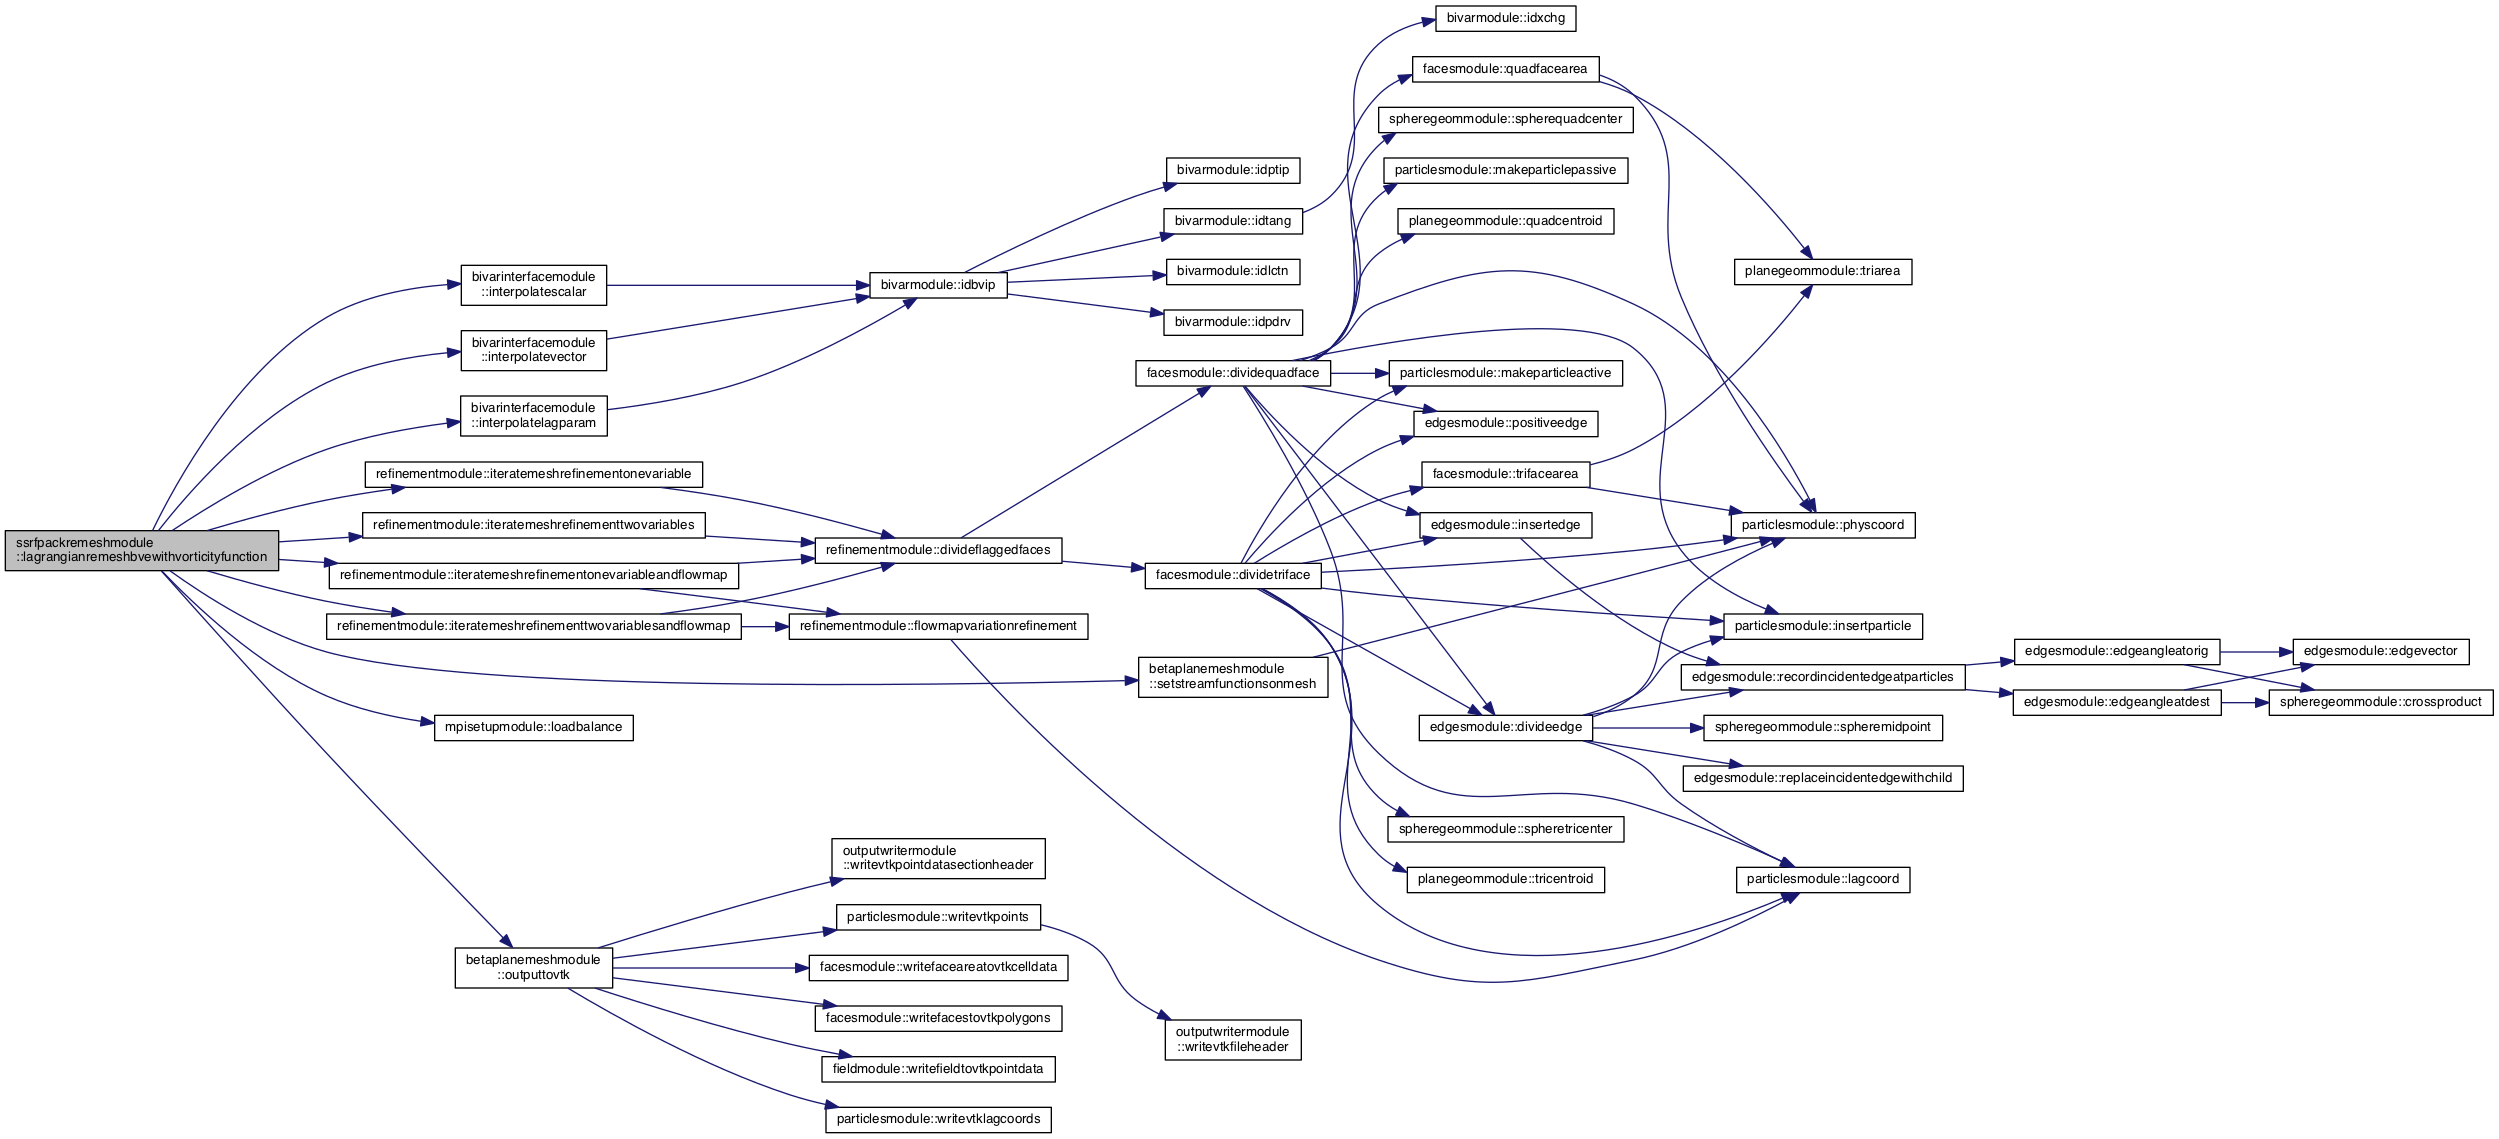 bivarmodule::idxchg
facesmodule::quadfacearea
spheregeommodule::spherequadcenter
bivarmodule::idptip
particlesmodule::makeparticlepassive
bivarmodule::idtang
planegeommodule::quadcentroid
bivarinterfacemodule
::interpolatescalar
bivarmodule::idbvip
bivarmodule::idlctn
planegeommodule::triarea
bivarmodule::idpdrv
bivarinterfacemodule
::interpolatevector
facesmodule::dividequadface
particlesmodule::makeparticleactive
bivarinterfacemodule
::interpolatelagparam
edgesmodule::positiveedge
refinementmodule::iteratemeshrefinementonevariable
facesmodule::trifacearea
refinementmodule::iteratemeshrefinementtwovariables
edgesmodule::insertedge
particlesmodule::physcoord
ssrfpackremeshmodule
::lagrangianremeshbvewithvorticityfunction
refinementmodule::divideflaggedfaces
refinementmodule::iteratemeshrefinementonevariableandflowmap
facesmodule::dividetriface
refinementmodule::iteratemeshrefinementtwovariablesandflowmap
refinementmodule::flowmapvariationrefinement
particlesmodule::insertparticle
betaplanemeshmodule
::setstreamfunctionsonmesh
edgesmodule::recordincidentedgeatparticles
edgesmodule::edgeangleatorig
edgesmodule::edgevector
edgesmodule::edgeangleatdest
spheregeommodule::crossproduct
mpisetupmodule::loadbalance
edgesmodule::divideedge
spheregeommodule::spheremidpoint
edgesmodule::replaceincidentedgewithchild
spheregeommodule::spheretricenter
outputwritermodule
::writevtkpointdatasectionheader
planegeommodule::tricentroid
particlesmodule::lagcoord
particlesmodule::writevtkpoints
betaplanemeshmodule
::outputtovtk
facesmodule::writefaceareatovtkcelldata
facesmodule::writefacestovtkpolygons
outputwritermodule
::writevtkfileheader
fieldmodule::writefieldtovtkpointdata
particlesmodule::writevtklagcoords